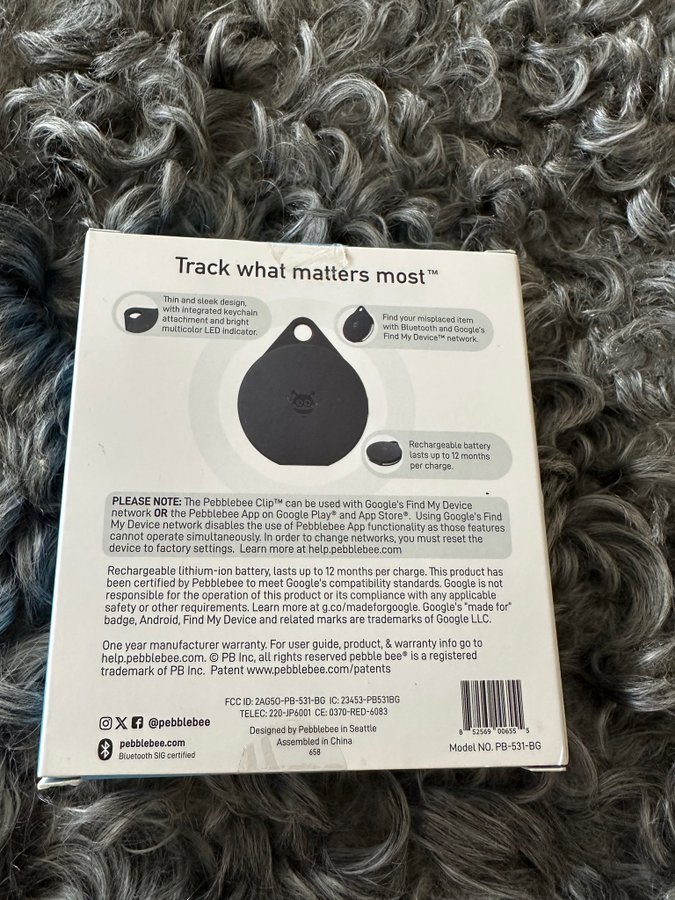 Track what matters most™
Thin and sleek design,
with integrated keychain
attachment and bright
multicolor LED indicator.
Find your misplaced item
with Bluetooth and Google's
Find My Device™ network.
Rechargeable battery
lasts up to 12 months
per charge.
PLEASE NOTE: The Pebblebee Clip™ can be used with Google's Find My Device
network OR the Pebblebee App on Google Play® and App Store®. Using Google's Find
My Device network disables the use of Pebblebee App functionality as those features
cannot operate simultaneously. In order to change networks, you must reset the
device to factory settings. Learn more at help.pebblebee.com
Rechargeable lithium-ion battery, lasts up to 12 months per charge. This product has
been certified by Pebblebee to meet Google's compatibility standards. Google is not
responsible for the operation of this product or its compliance with any applicable
safety or other requirements. Learn more at g.co/madeforgoogle. Google's "made for"
badge, Android, Find My Device and related marks are trademarks of Google LLC.
One year manufacturer warranty. For user guide, product, & warranty info go to
help.pebblebee.com. © PB Inc, all rights reserved pebble bee® is a registered
trademark of PB Inc. Patent www.pebblebee.com/patents
FCC ID: 2AG5O-PB-531-BG IC: 23453-PB531BG
TELEC: 220-JP6001 CE: 0370-RED-6083
@pebblebee
pebblebee.com
Bluetooth SIG certified
Designed by Pebblebee in Seattle
Assembled in China
658
8 52569 00655 5
Model NO. PB-531-BG